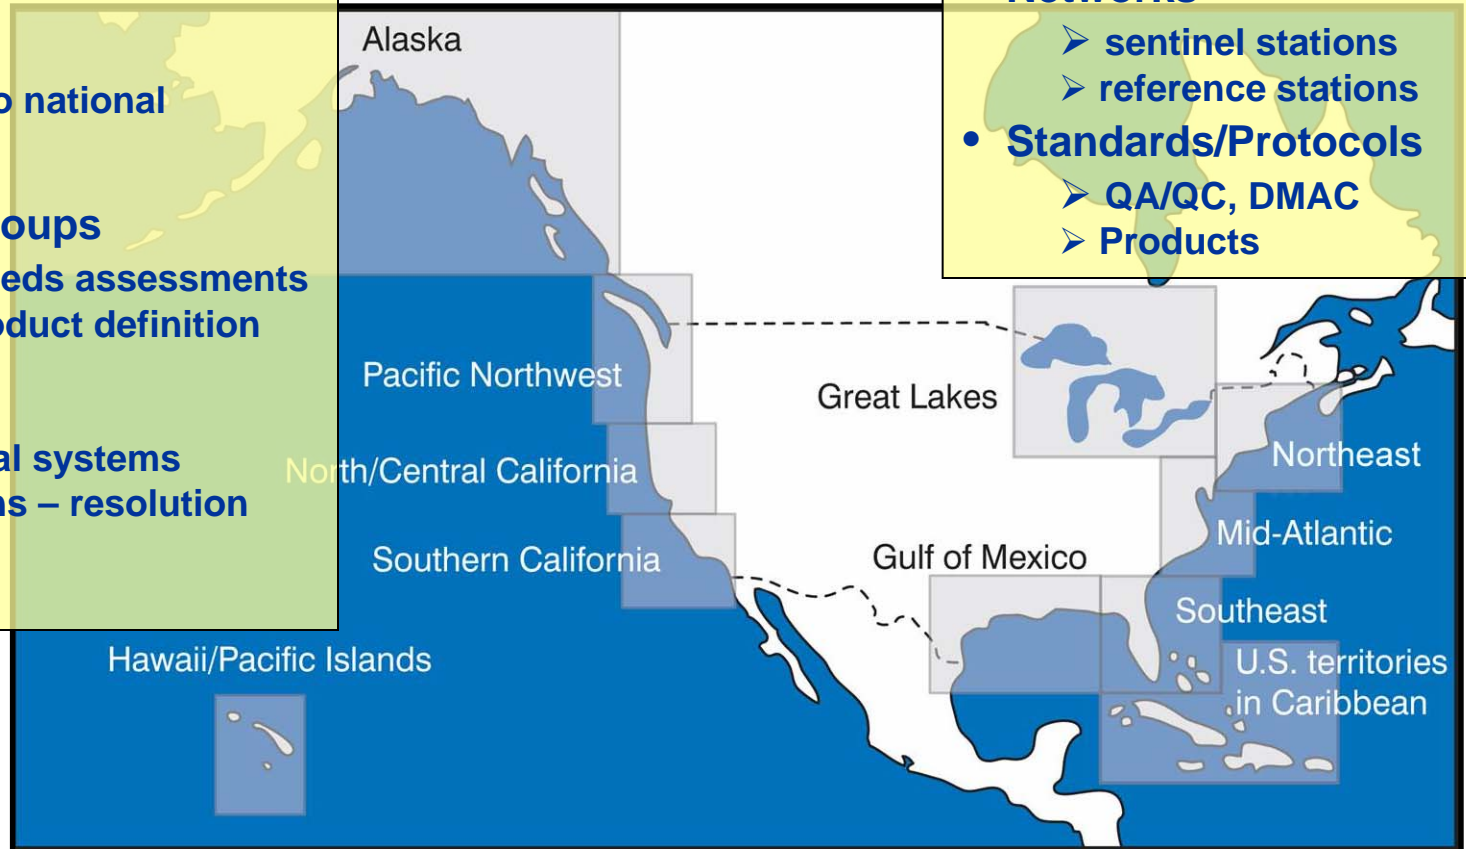 o national
oups
eds assessments
oduct definition
al systems
ns – resolution
Networks
➢ sentinel stations
➢ reference stations
• Standards/Protocols
➢ QA/QC, DMAC
➢ Products
Alaska
Pacific Northwest
North/Central California
Southern California
Hawaii/Pacific Islands
Great Lakes
Gulf of Mexico
Northeast
Mid-Atlantic
Southeast
U.S. territories
in Caribbean